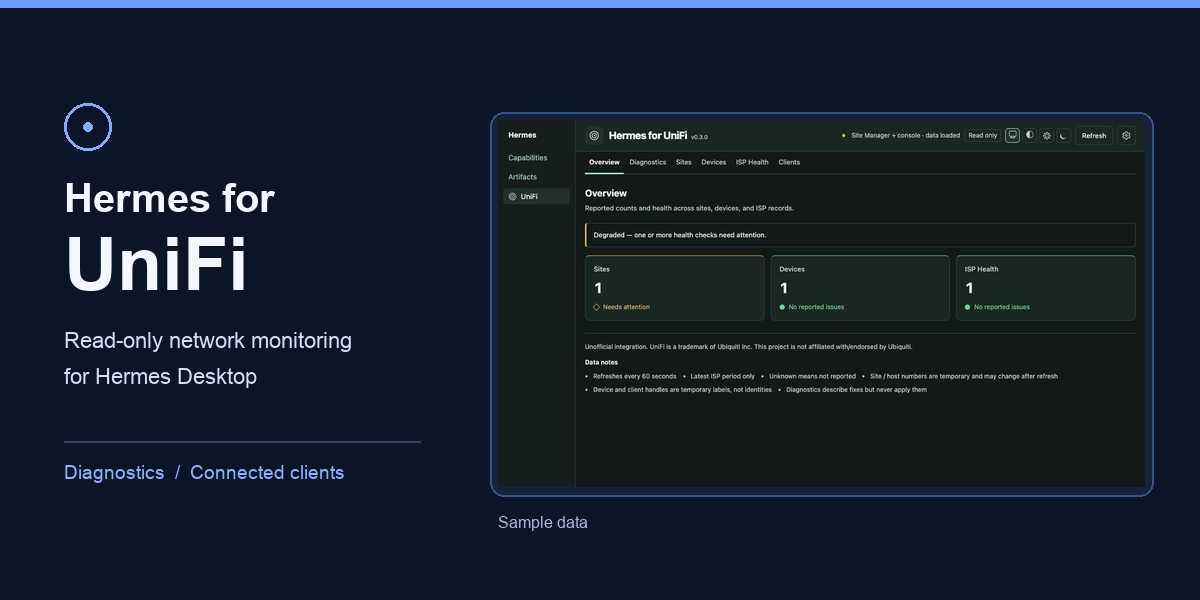 Hermes for
UniFi
Read-only network monitoring
for Hermes Desktop
Diagnostics / Connected clients
Hermes
Capabilities
Artifacts
UniFi
Hermes for UniFi v0.3.0
Site Manager + console · data loaded
Read only
Refresh
Overview Diagnostics Sites Devices ISP Health Clients
Overview
Reported counts and health across sites, devices, and ISP records.
Degraded — one or more health checks need attention.
Sites
1
Needs attention
Devices
1
No reported issues
ISP Health
1
No reported issues
Unofficial integration. UniFi is a trademark of Ubiquiti Inc. This project is not affiliated with/endorsed by Ubiquiti.
Data notes
• Refreshes every 60 seconds • Latest ISP period only • Unknown means not reported • Site / host numbers are temporary and may change after refresh
• Device and client handles are temporary labels, not identities • Diagnostics describe fixes but never apply them
Sample data